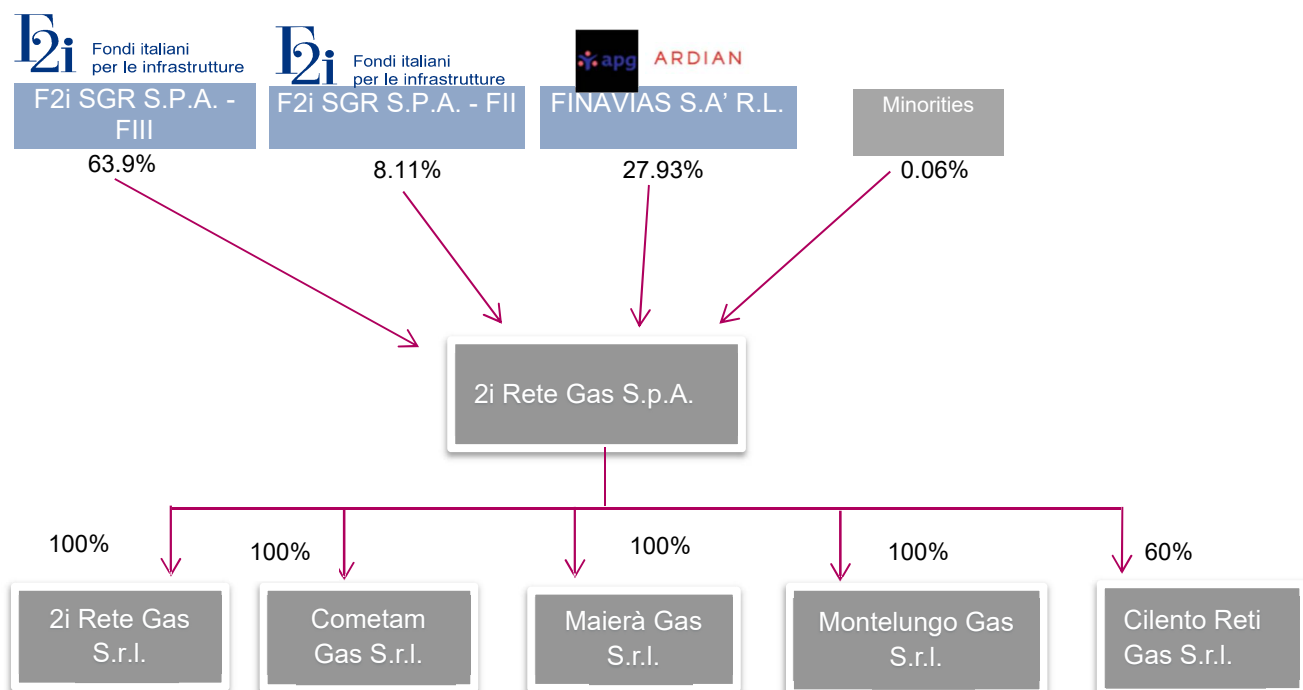 F2i Fondi italiani
per le infrastrutture
F2i Fondi italiani
per le infrastrutture
apg ARDIAN
F2i SGR S.P.A. -
FIII
F2i SGR S.P.A. - FII
FINAVIAS S.A' R.L.
Minorities
63.9%
8.11%
27.93%
0.06%
2i Rete Gas S.p.A.
100%
100%
100%
100%
60%
2i Rete Gas
S.r.l.
Cometam
Gas S.r.l.
Maierà Gas
S.r.l.
Montelungo Gas
S.r.l.
Cilento Reti
Gas S.r.l.